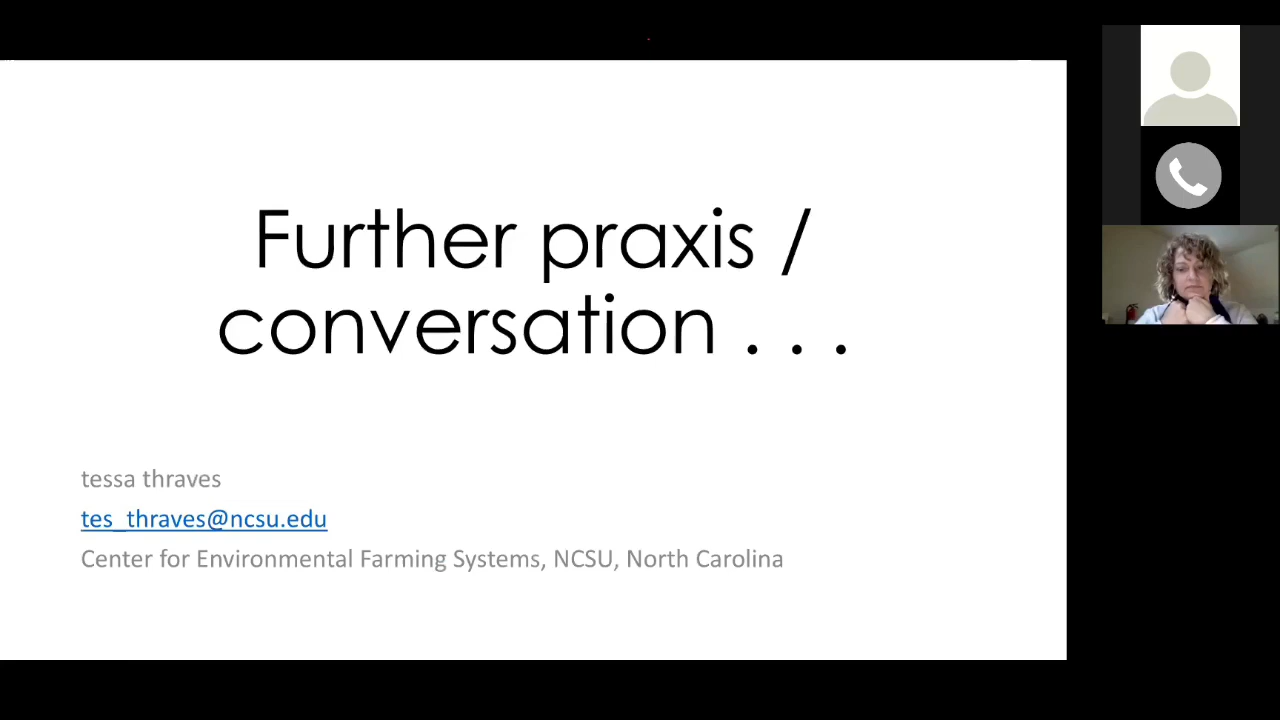 Further praxis /
conversation . . .
tessa thraves
tes_thraves@ncsu.edu
Center for Environmental Farming Systems, NCSU, North Carolina